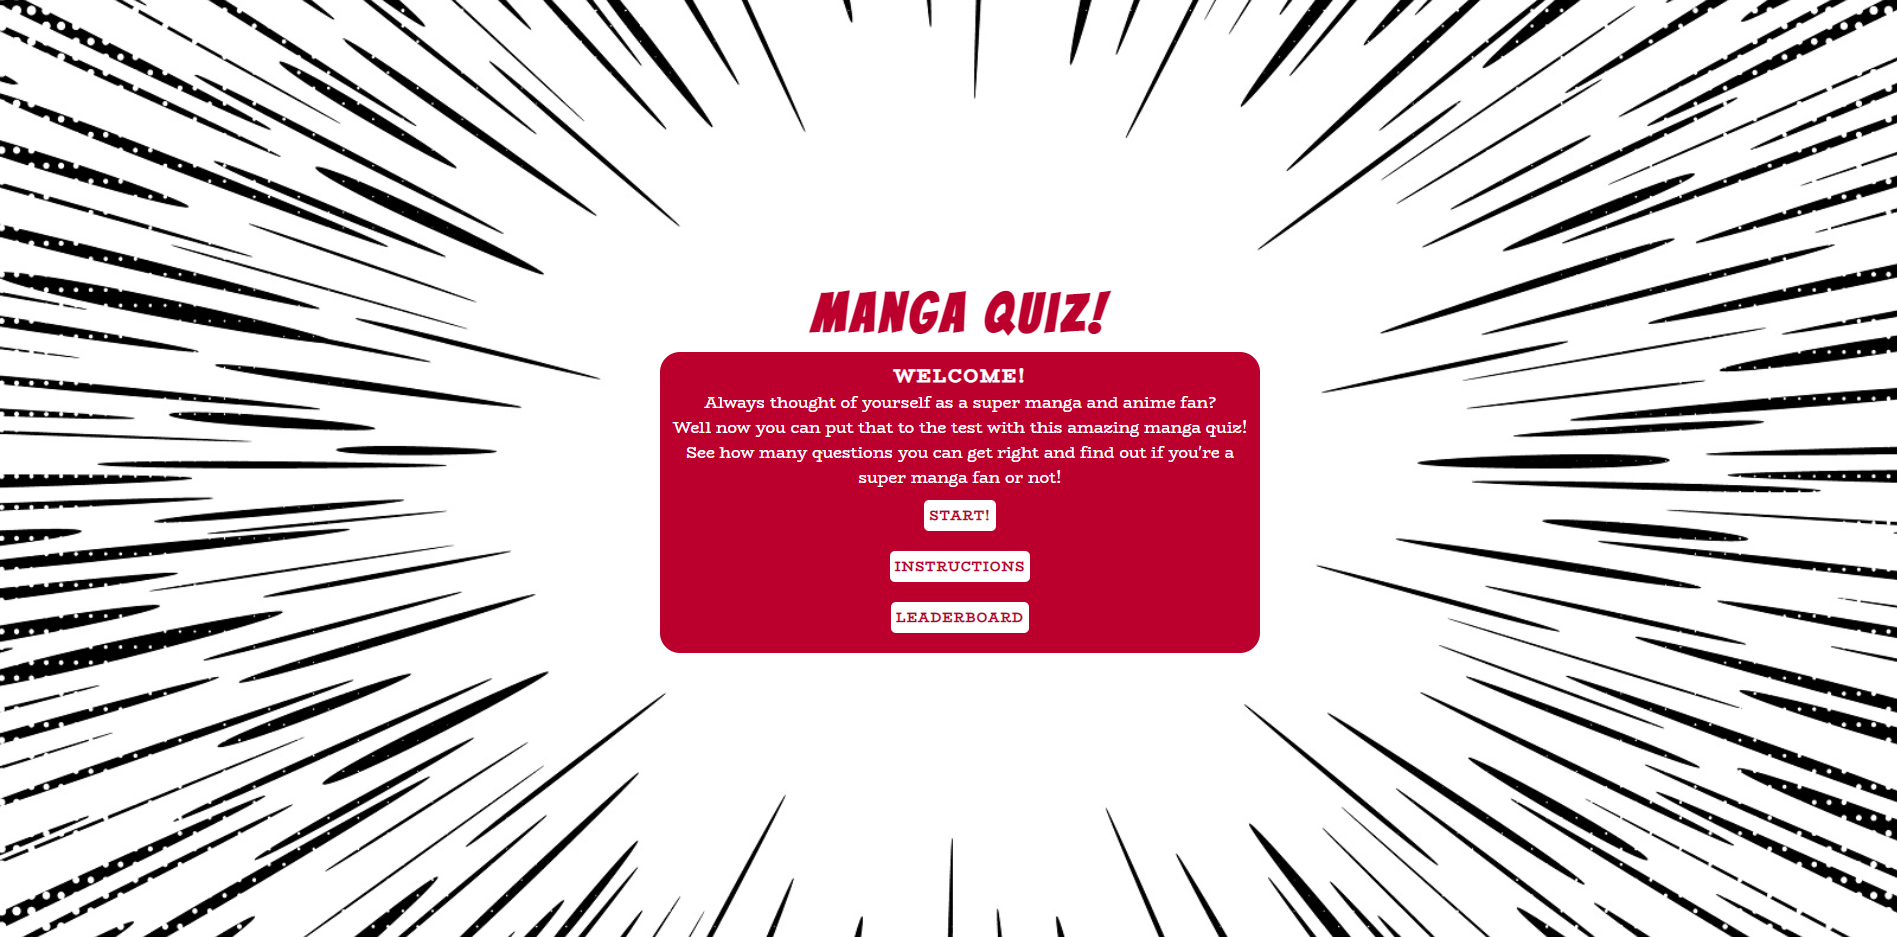 MANGA QUIZ!
WELCOME!
Always thought of yourself as a super manga and anime fan?
Well now you can put that to the test with this amazing manga quiz!
See how many questions you can get right and find out if you're a
super manga fan or not!
START!
INSTRUCTIONS
LEADERBOARD